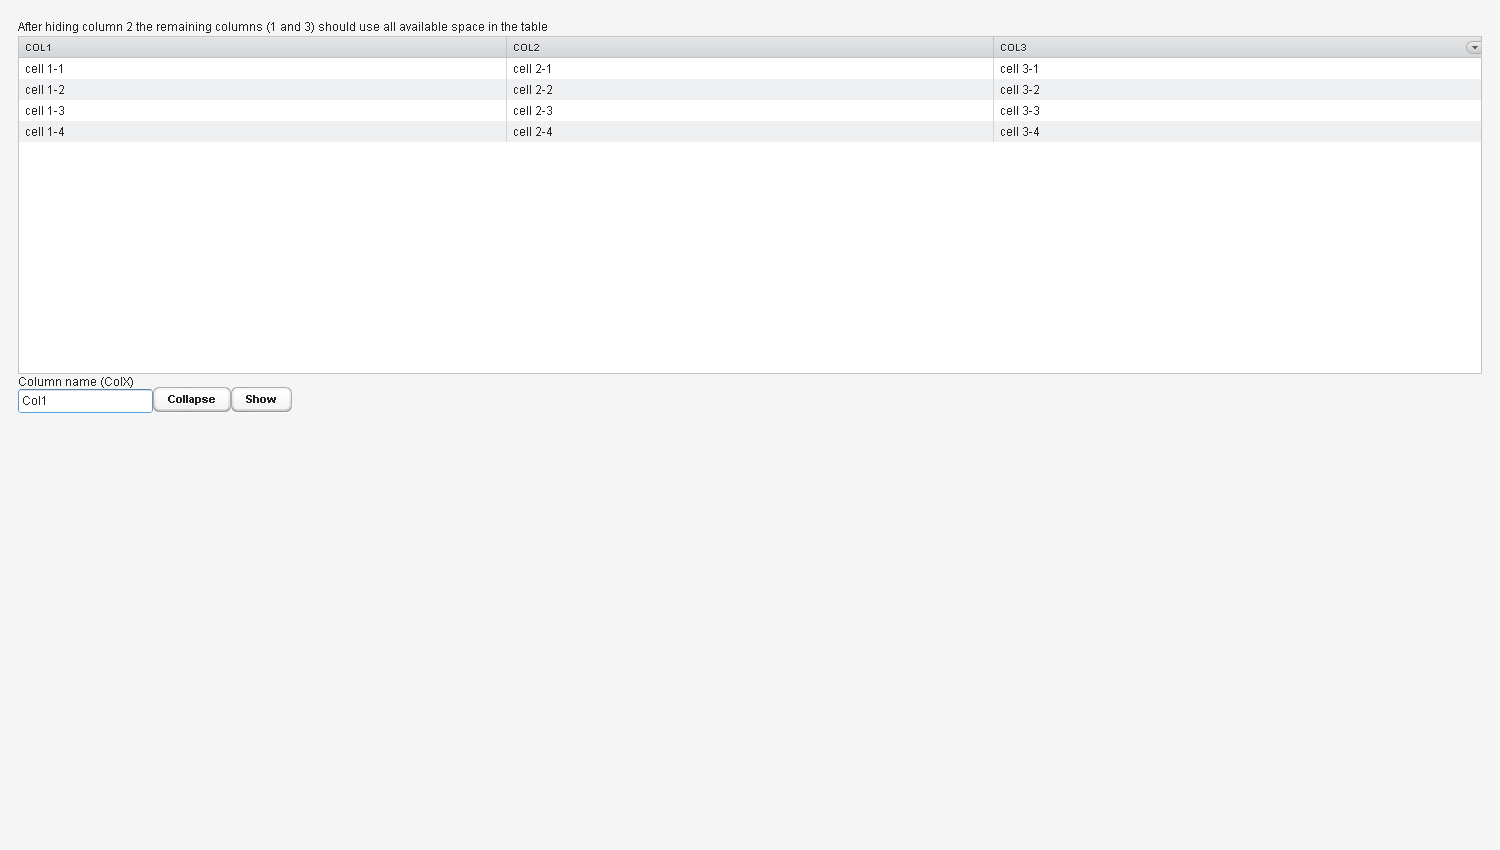 After hiding column 2 the remaining columns (1 and 3) should use all available space in the table
COL1 COL2 COL3
cell 1-1 cell 2-1 cell 3-1
cell 1-2 cell 2-2 cell 3-2
cell 1-3 cell 2-3 cell 3-3
cell 1-4 cell 2-4 cell 3-4
Column name (ColX)
Col1 Collapse Show